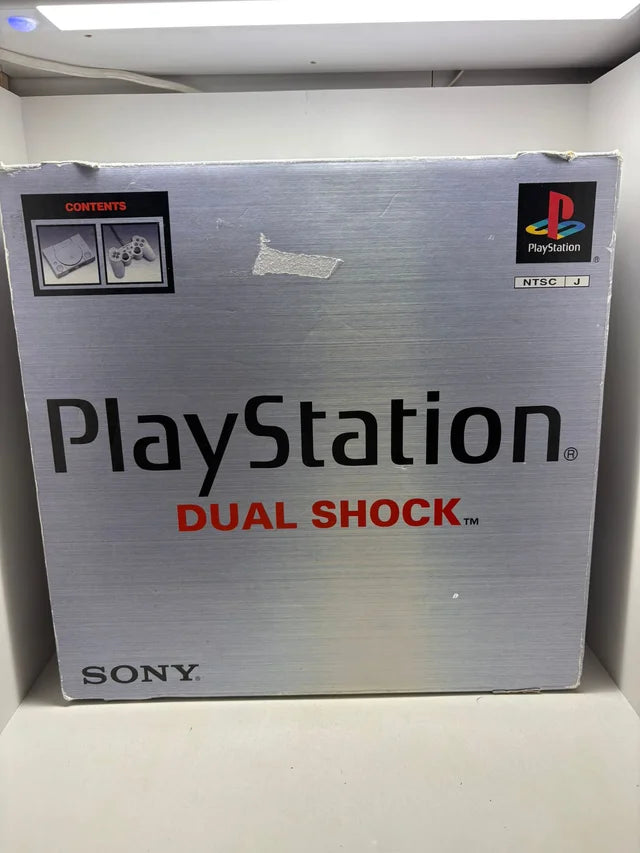 CONTENTS
PlayStation®
NTSC J
PlayStation®
DUAL SHOCK™
SONY®